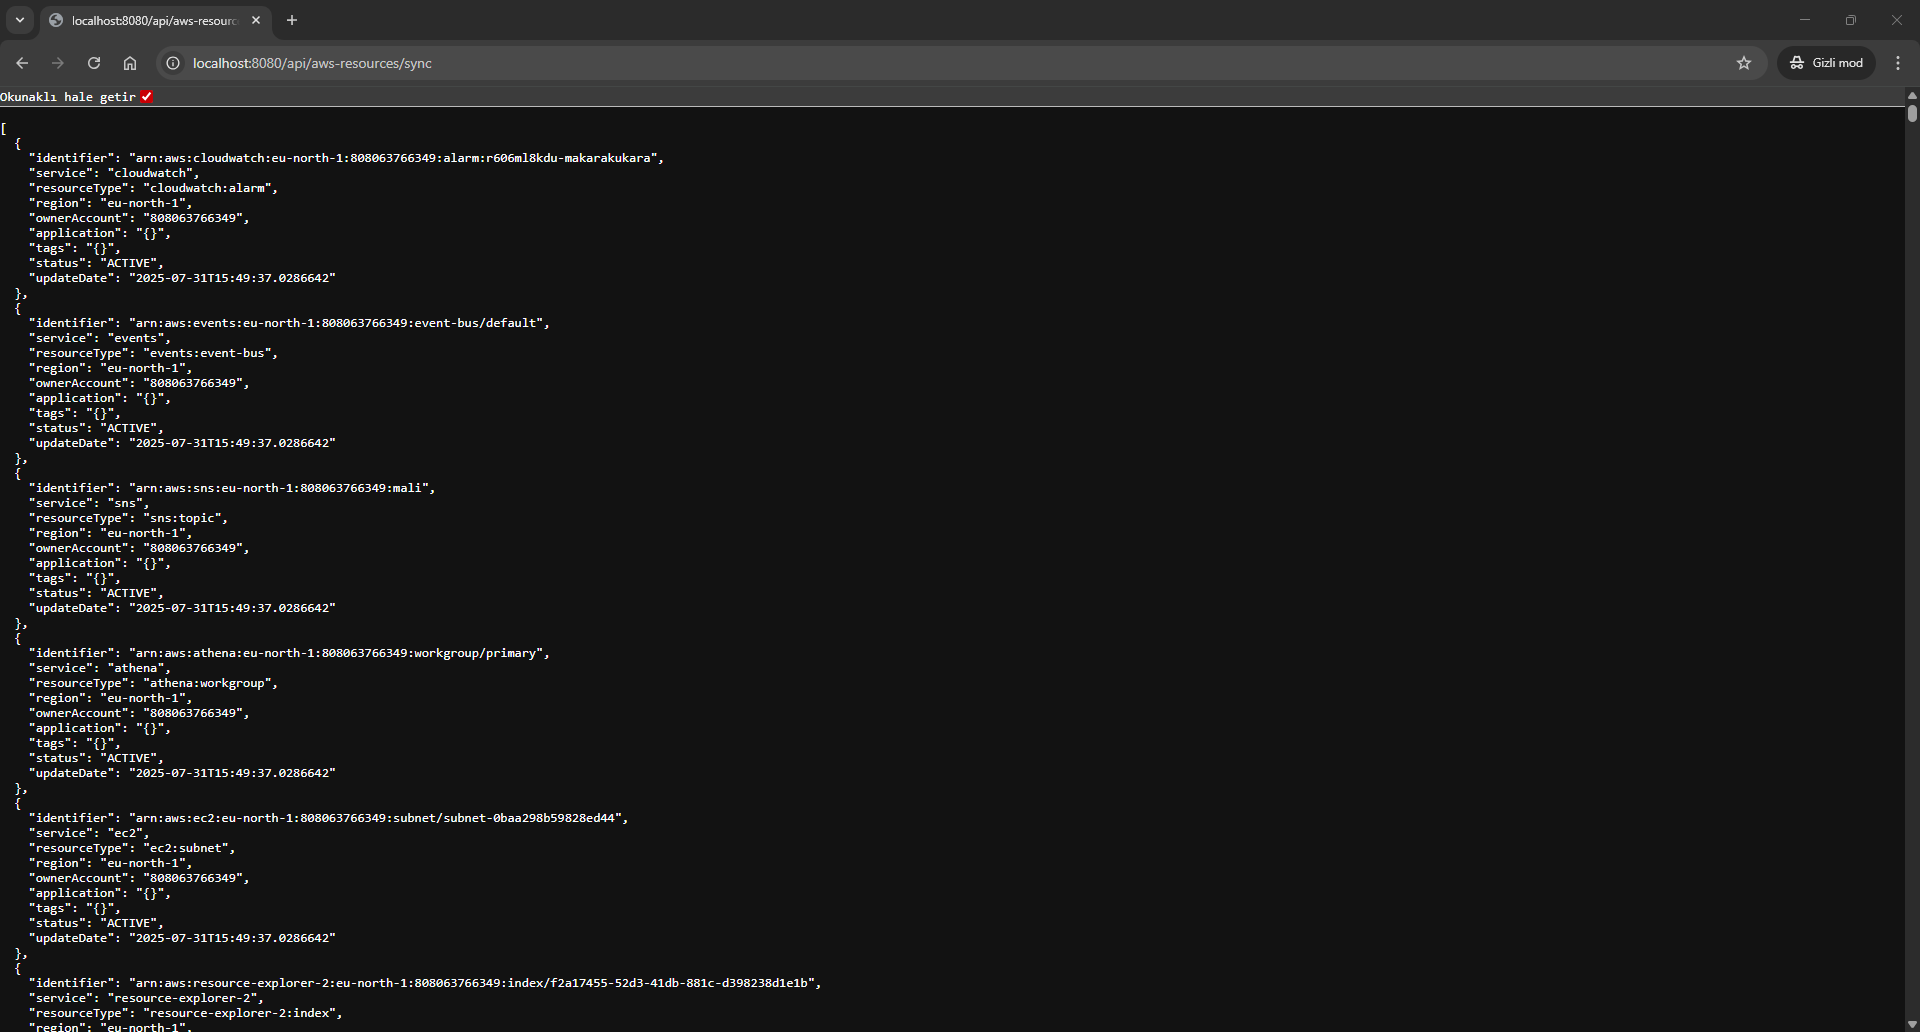 localhost:8080/api/aws-resourc
localhost:8080/api/aws-resources/sync
Gizli mod
Okunaklı hale getir
[
  {
    "identifier": "arn:aws:cloudwatch:eu-north-1:808063766349:alarm:r606ml8kdu-makarakukara",
    "service": "cloudwatch",
    "resourceType": "cloudwatch:alarm",
    "region": "eu-north-1",
    "ownerAccount": "808063766349",
    "application": "{}",
    "tags": "{}",
    "status": "ACTIVE",
    "updateDate": "2025-07-31T15:49:37.0286642"
  },
  {
    "identifier": "arn:aws:events:eu-north-1:808063766349:event-bus/default",
    "service": "events",
    "resourceType": "events:event-bus",
    "region": "eu-north-1",
    "ownerAccount": "808063766349",
    "application": "{}",
    "tags": "{}",
    "status": "ACTIVE",
    "updateDate": "2025-07-31T15:49:37.0286642"
  },
  {
    "identifier": "arn:aws:sns:eu-north-1:808063766349:mali",
    "service": "sns",
    "resourceType": "sns:topic",
    "region": "eu-north-1",
    "ownerAccount": "808063766349",
    "application": "{}",
    "tags": "{}",
    "status": "ACTIVE",
    "updateDate": "2025-07-31T15:49:37.0286642"
  },
  {
    "identifier": "arn:aws:athena:eu-north-1:808063766349:workgroup/primary",
    "service": "athena",
    "resourceType": "athena:workgroup",
    "region": "eu-north-1",
    "ownerAccount": "808063766349",
    "application": "{}",
    "tags": "{}",
    "status": "ACTIVE",
    "updateDate": "2025-07-31T15:49:37.0286642"
  },
  {
    "identifier": "arn:aws:ec2:eu-north-1:808063766349:subnet/subnet-0baa298b59828ed44",
    "service": "ec2",
    "resourceType": "ec2:subnet",
    "region": "eu-north-1",
    "ownerAccount": "808063766349",
    "application": "{}",
    "tags": "{}",
    "status": "ACTIVE",
    "updateDate": "2025-07-31T15:49:37.0286642"
  },
  {
    "identifier": "arn:aws:resource-explorer-2:eu-north-1:808063766349:index/f2a17455-52d3-41db-881c-d398238d1e1b",
    "service": "resource-explorer-2",
    "resourceType": "resource-explorer-2:index",
    "region": "eu-north-1",